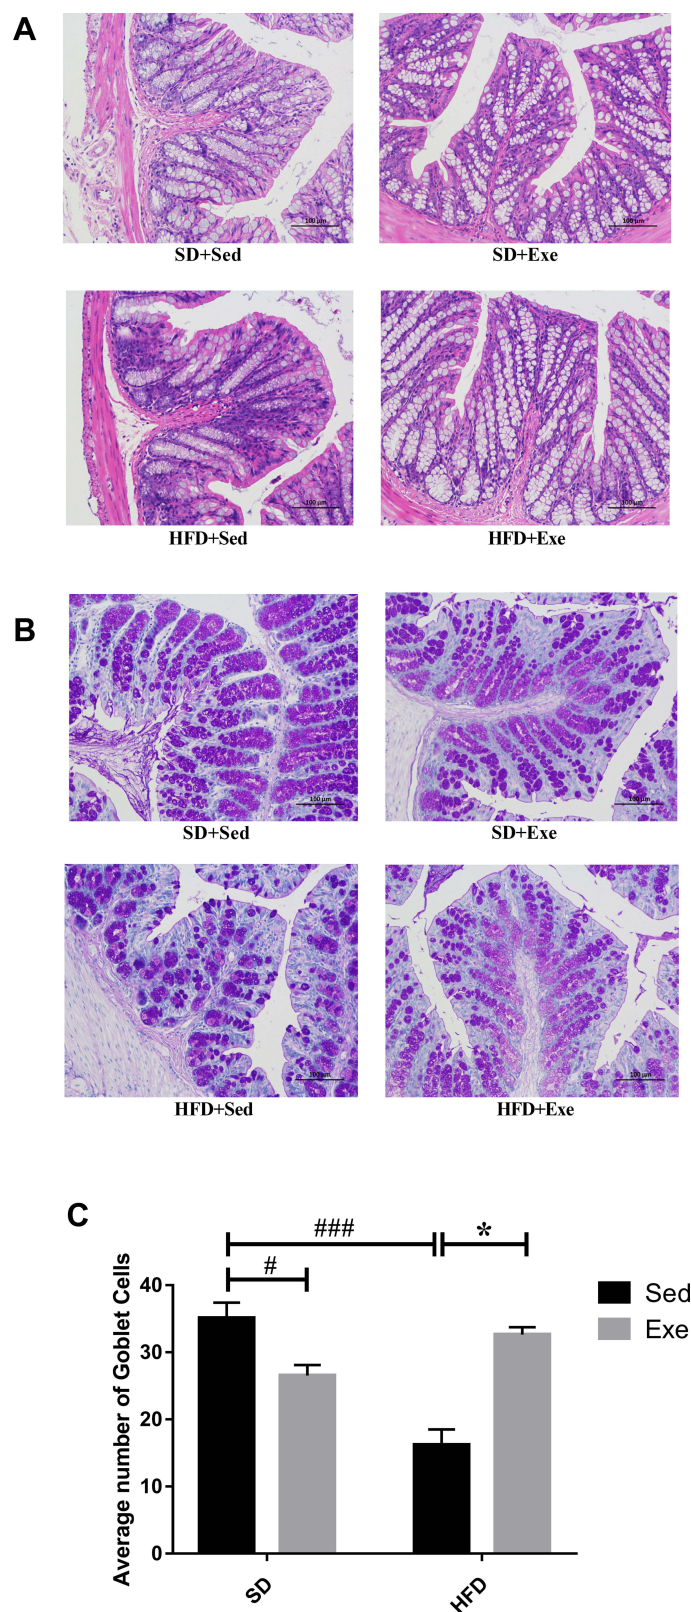 A
100 µm
100 µm
SD+Sed
SD+Exe
100 µm
100 µm
HFD+Sed
HFD+Exe
B
100 µm
100 µm
SD+Sed
SD+Exe
100 µm
100 µm
HFD+Sed
HFD+Exe
C
###
*
#
Average number of Goblet Cells
40
30
20
10
0
Sed
Exe
SD
HFD